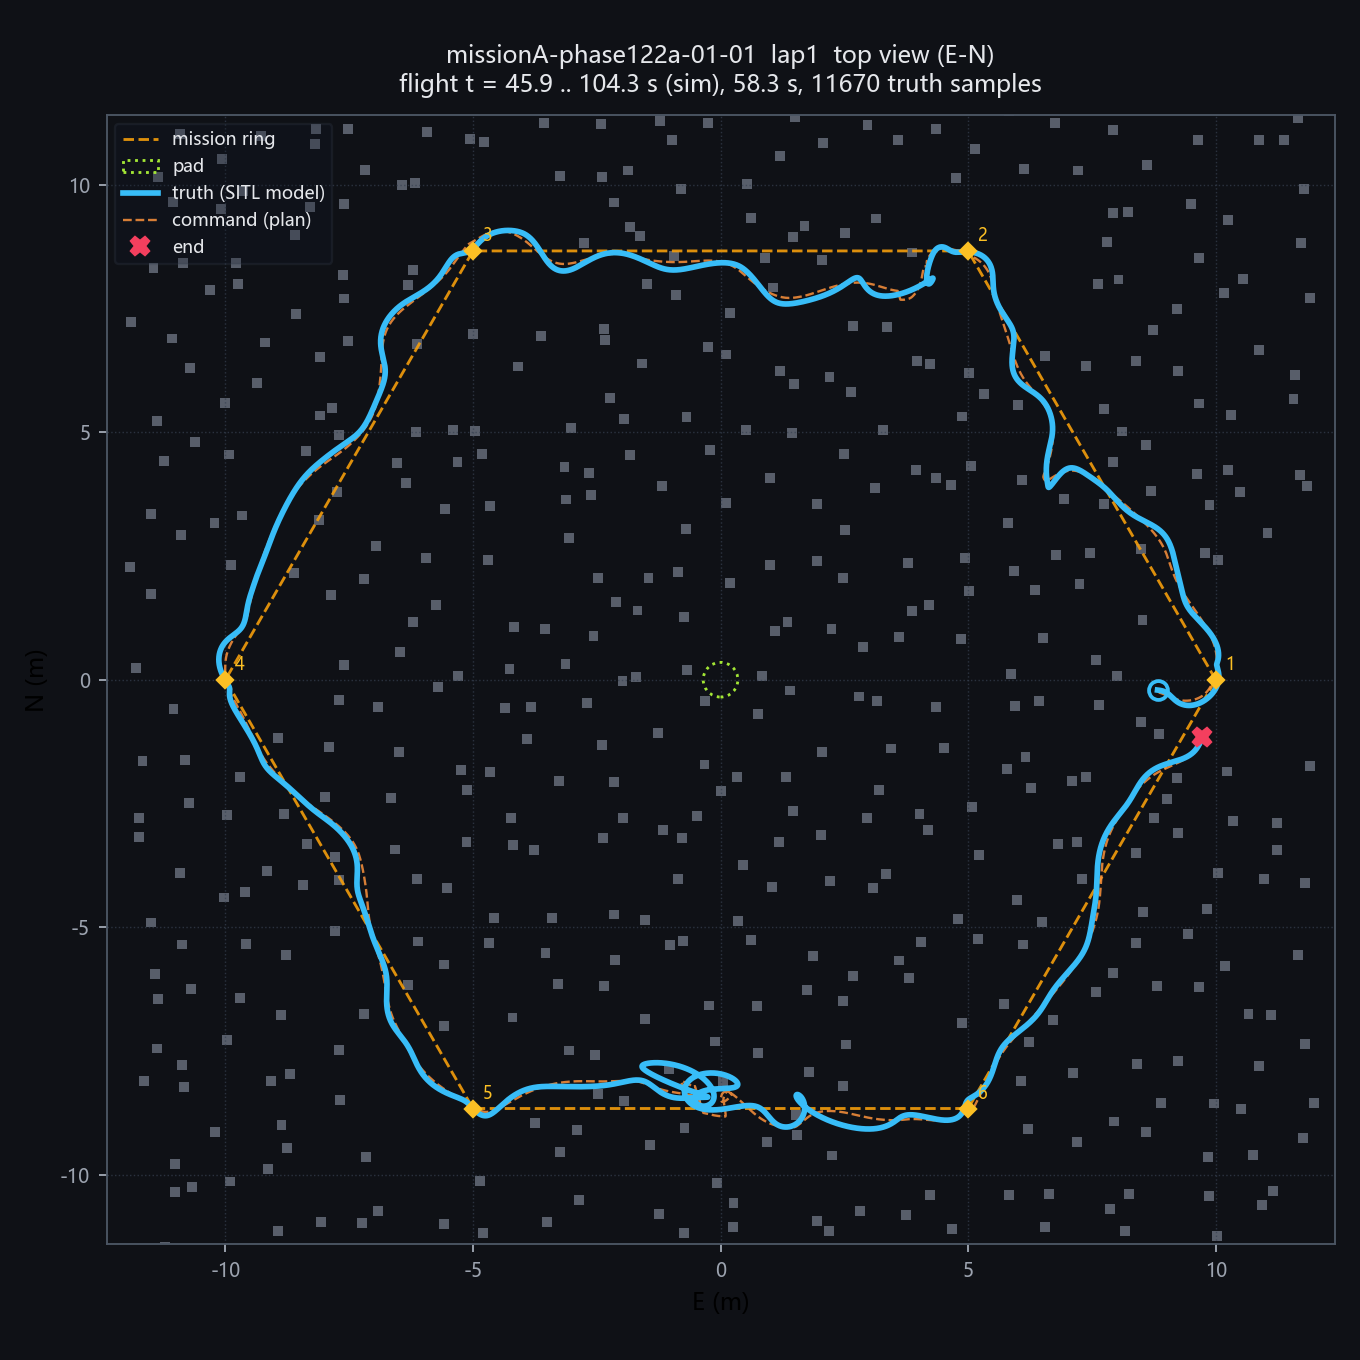 missionA-phase122a-01-01 lap1 top view (E-N)
flight t = 45.9 .. 104.3 s (sim), 58.3 s, 11670 truth samples
mission ring
pad
truth (SITL model)
command (plan)
end
10
5
0
-5
-10
N (m)
3
2
4
1
5
6
-10
-5
0
5
10
E (m)